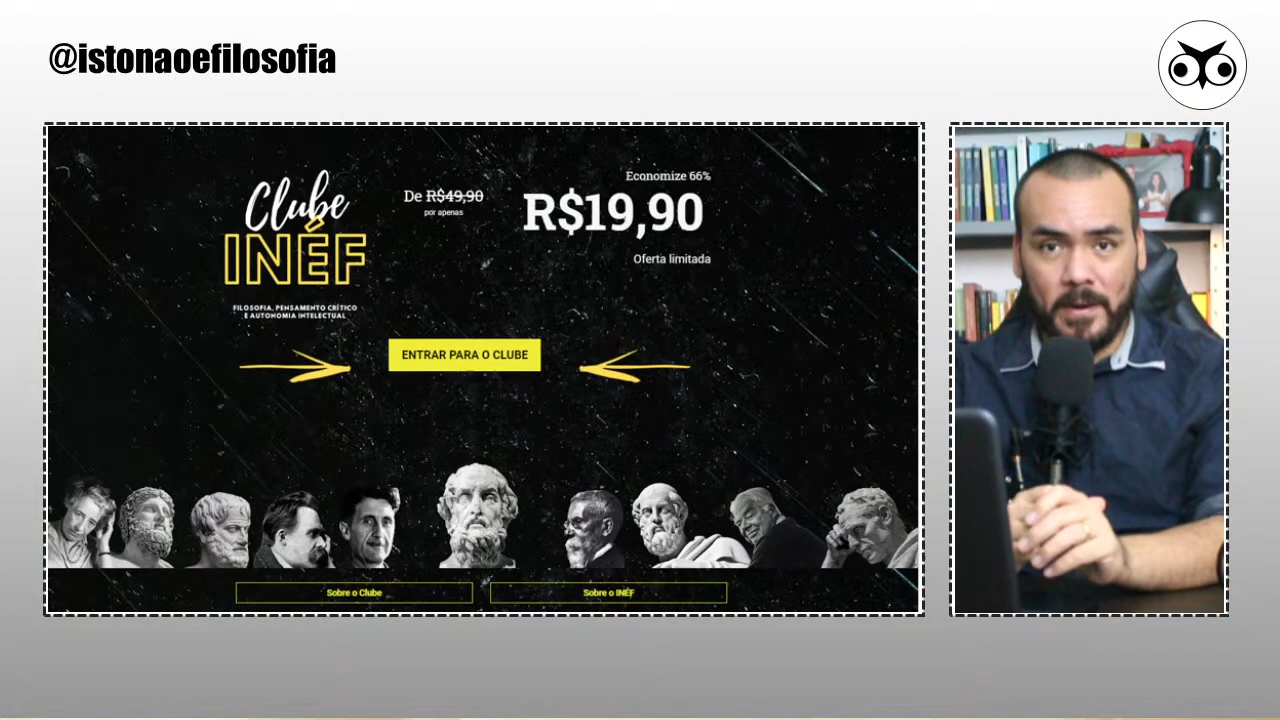 @istonaoefilosofia
Clube
INÉF
FILOSOFIA, PENSAMENTO CRÍTICO
E AUTONOMIA INTELECTUAL
De R$49,90
por apenas
Economize 66%
R$19,90
Oferta limitada
ENTRAR PARA O CLUBE
Sobre o Clube
Sobre o INÉF